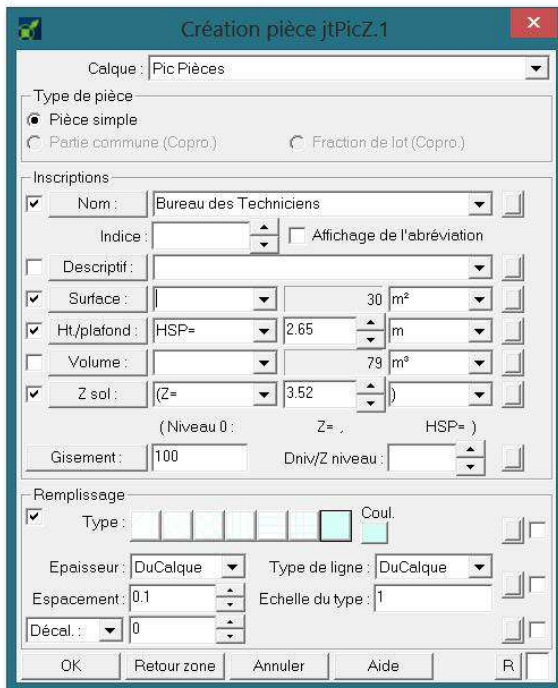 Création pièce jtPicZ.1
x
Calque : Pic Pièces
Type de pièce
Pièce simple
Partie commune (Copro.) Fraction de lot (Copro.)
Inscriptions
Nom : Bureau des Techniciens
Indice : Affichage de l'abréviation
Descriptif :
Surface : 30 m²
Ht./plafond : HSP= 2.65 m
Volume : 79 m³
Z sol : (Z= 3.52 )
( Niveau 0 : Z= , HSP= )
Gisement : 100 Dniv/Z niveau :
Remplissage
Type : Coul.
Epaisseur : DuCalque Type de ligne : DuCalque
Espacement : 0.1 Echelle du type : 1
Décal. : 0
OK Retour zone Annuler Aide R